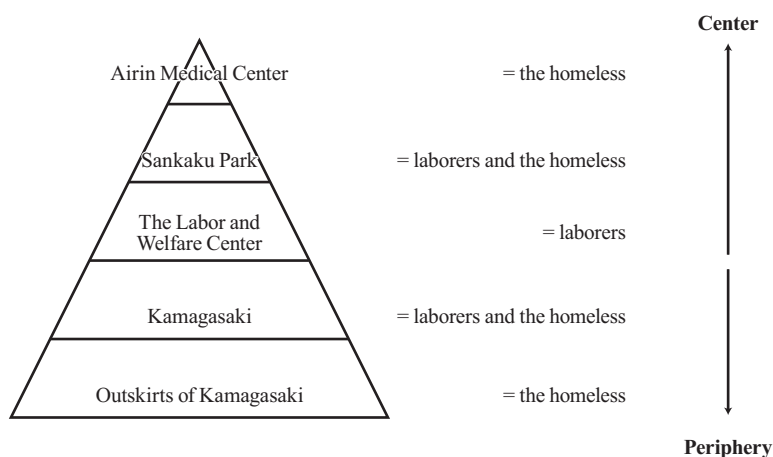 Center
Airin Medical Center = the homeless
Sankaku Park = laborers and the homeless
The Labor and
Welfare Center = laborers
Kamagasaki = laborers and the homeless
Outskirts of Kamagasaki = the homeless
Periphery